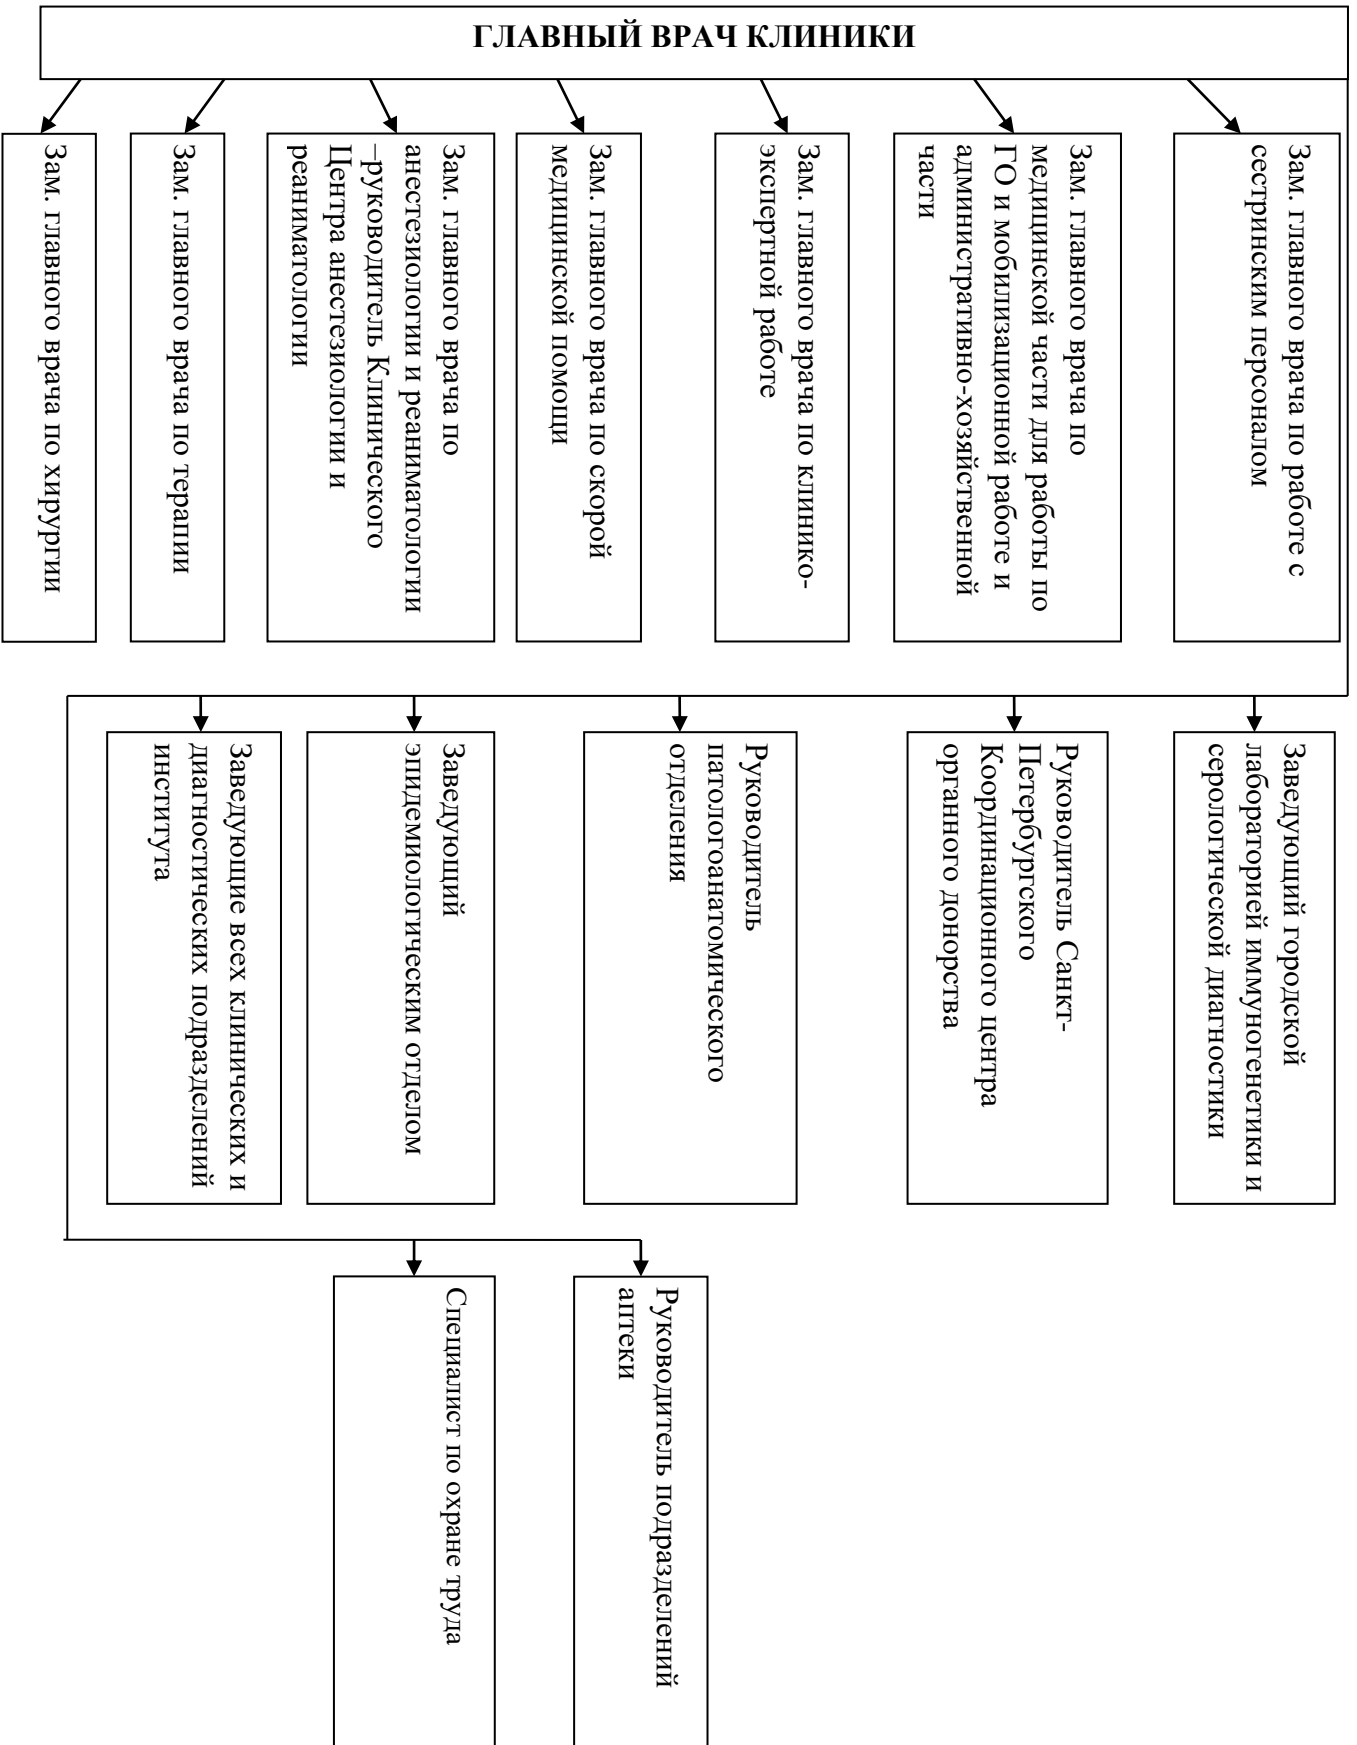 ГЛАВНЫЙ ВРАЧ КЛИНИКИ
Зам. главного врача по хирургии
Зам. главного врача по терапии
Зам. главного врача по
анестезиологии и реаниматологии
–руководитель Клинического
Центра анестезиологии и
реаниматологии
Зам. главного врача по скорой
медицинской помощи
Зам. главного врача по клинико-
экспертной работе
Зам. главного врача по
медицинской части для работы по
ГО и мобилизационной работе и
административно-хозяйственной
части
Зам. главного врача по работе с
сестринским персоналом
Заведующие всех клинических и
диагностических подразделений
института
Заведующий
эпидемиологическим отделом
Руководитель
патологоанатомического
отделения
Руководитель Санкт-
Петербургского
Координационного центра
органного донорства
Заведующий городской
лабораторией иммуногенетики и
серологической диагностики
Специалист по охране труда
Руководитель подразделений
аптеки